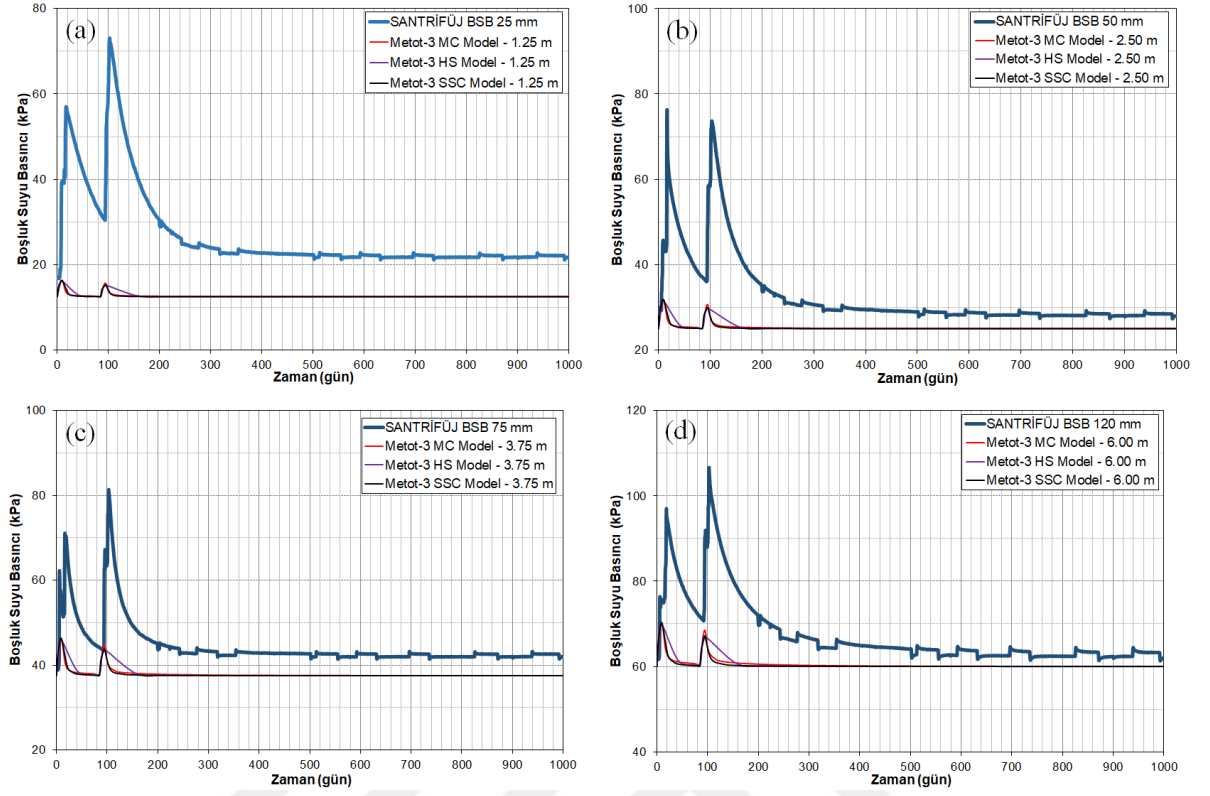 (a)
SANTRİFÜJ BSB 25 mm
Metot-3 MC Model - 1.25 m
Metot-3 HS Model - 1.25 m
Metot-3 SSC Model - 1.25 m
Boşluk Suyu Basıncı (kPa)
80
60
40
20
0
0 100 200 300 400 500 600 700 800 900 1000
Zaman (gün)
(b)
SANTRİFÜJ BSB 50 mm
Metot-3 MC Model - 2.50 m
Metot-3 HS Model - 2.50 m
Metot-3 SSC Model - 2.50 m
Boşluk Suyu Basıncı (kPa)
100
80
60
40
20
0 100 200 300 400 500 600 700 800 900 1000
Zaman (gün)
(c)
SANTRİFÜJ BSB 75 mm
Metot-3 MC Model - 3.75 m
Metot-3 HS Model - 3.75 m
Metot-3 SSC Model - 3.75 m
Boşluk Suyu Basıncı (kPa)
100
80
60
40
20
0 100 200 300 400 500 600 700 800 900 1000
Zaman (gün)
(d)
SANTRİFÜJ BSB 120 mm
Metot-3 MC Model - 6.00 m
Metot-3 HS Model - 6.00 m
Metot-3 SSC Model - 6.00 m
Boşluk Suyu Basıncı (kPa)
120
100
80
60
40
0 100 200 300 400 500 600 700 800 900 1000
Zaman (gün)